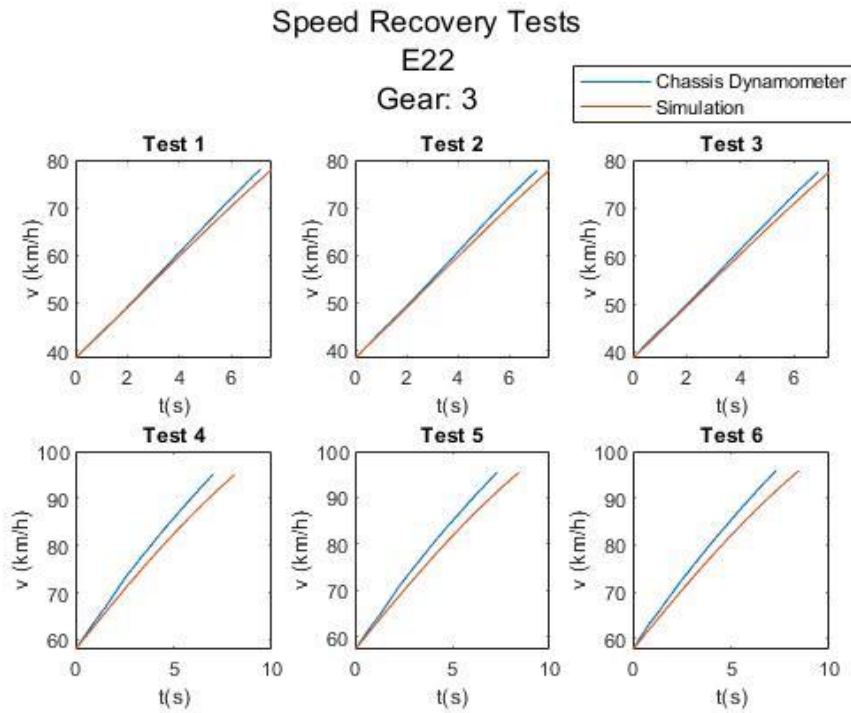 Speed Recovery Tests
E22
Gear: 3
Chassis Dynamometer
Simulation
Test 1
Test 2
Test 3
80
70
60
50
40
v (km/h)
0 2 4 6
t(s)
80
70
60
50
40
v (km/h)
0 2 4 6
t(s)
80
70
60
50
40
v (km/h)
0 2 4 6
t(s)
Test 4
Test 5
Test 6
100
90
80
70
60
v (km/h)
0 5 10
t(s)
100
90
80
70
60
v (km/h)
0 5 10
t(s)
100
90
80
70
60
v (km/h)
0 5 10
t(s)